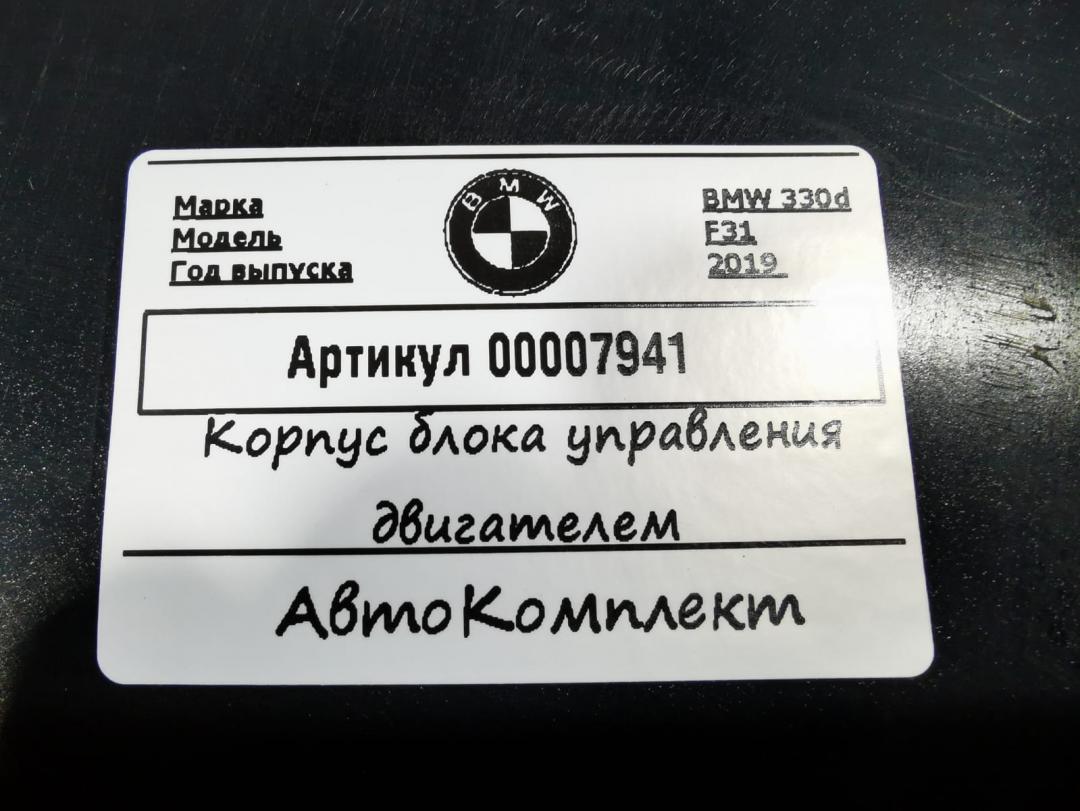 Марка BMW 330d
Модель F31
Год выпуска 2019
BMW
Артикул 00007941
Корпус блока управления
двигателем
АвтоКомплект